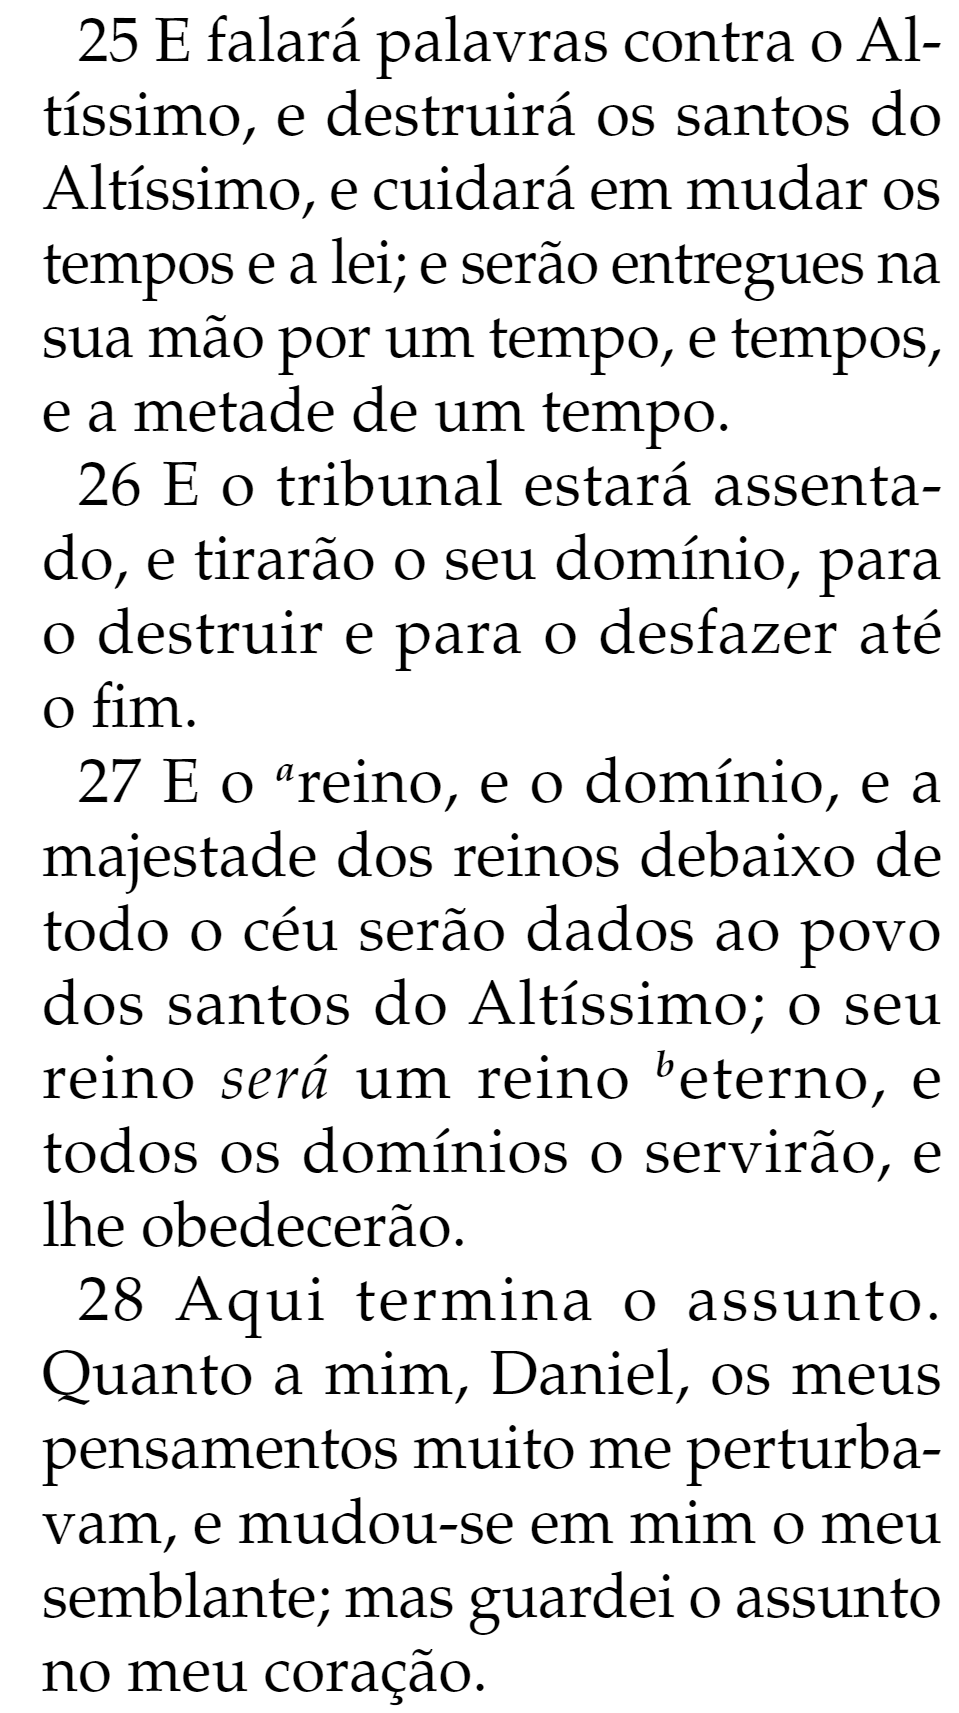 25 E falará palavras contra o Al-
tíssimo, e destruirá os santos do
Altíssimo, e cuidará em mudar os
tempos e a lei; e serão entregues na
sua mão por um tempo, e tempos,
e a metade de um tempo.
26 E o tribunal estará assenta-
do, e tirarão o seu domínio, para
o destruir e para o desfazer até
o fim.
27 E o ᵃreino, e o domínio, e a
majestade dos reinos debaixo de
todo o céu serão dados ao povo
dos santos do Altíssimo; o seu
reino será um reino ᵇeterno, e
todos os domínios o servirão, e
lhe obedecerão.
28 Aqui termina o assunto.
Quanto a mim, Daniel, os meus
pensamentos muito me perturba-
vam, e mudou-se em mim o meu
semblante; mas guardei o assunto
no meu coração.